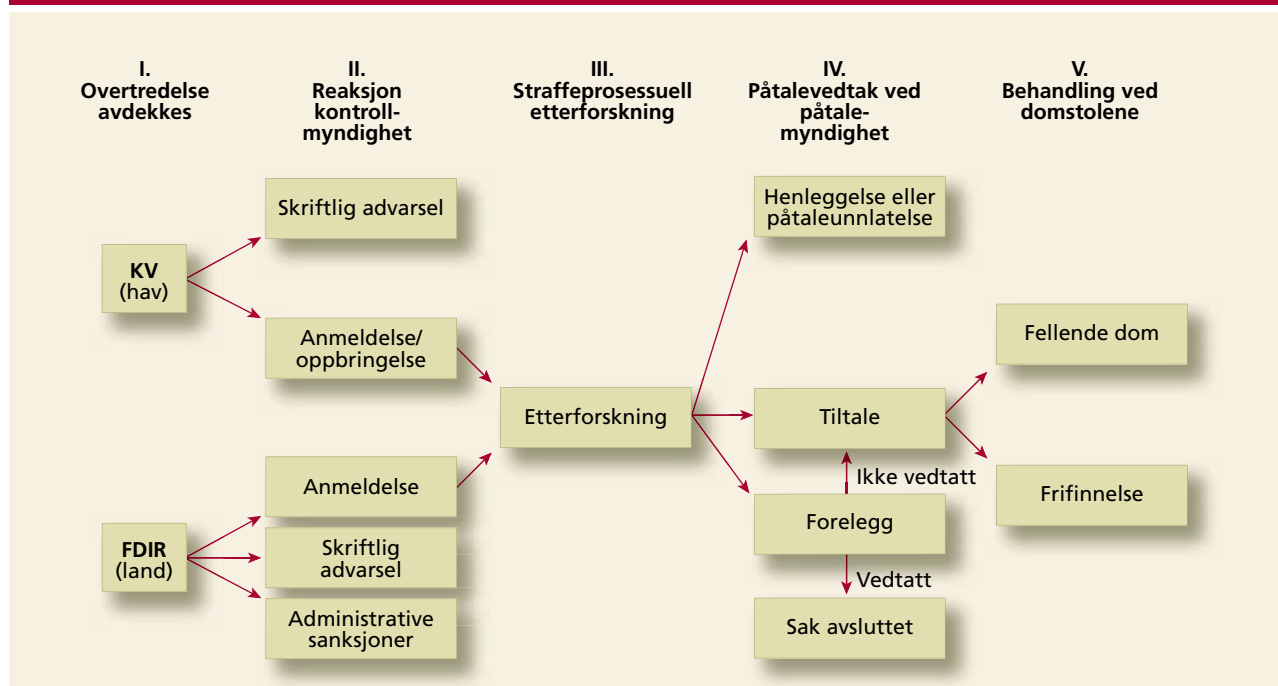 I.
Overtredelse
avdekkes
II.
Reaksjon
kontroll-
myndighet
III.
Straffeprosessuell
etterforskning
IV.
Påtalevedtak ved
påtale-
myndighet
V.
Behandling ved
domstolene
KV
(hav)
FDIR
(land)
Skriftlig advarsel
Anmeldelse/
oppbringelse
Anmeldelse
Skriftlig
advarsel
Administrative
sanksjoner
Etterforskning
Henleggelse eller
påtaleunnlatelse
Tiltale
Ikke vedtatt
Forelegg
Vedtatt
Sak avsluttet
Fellende dom
Frifinnelse